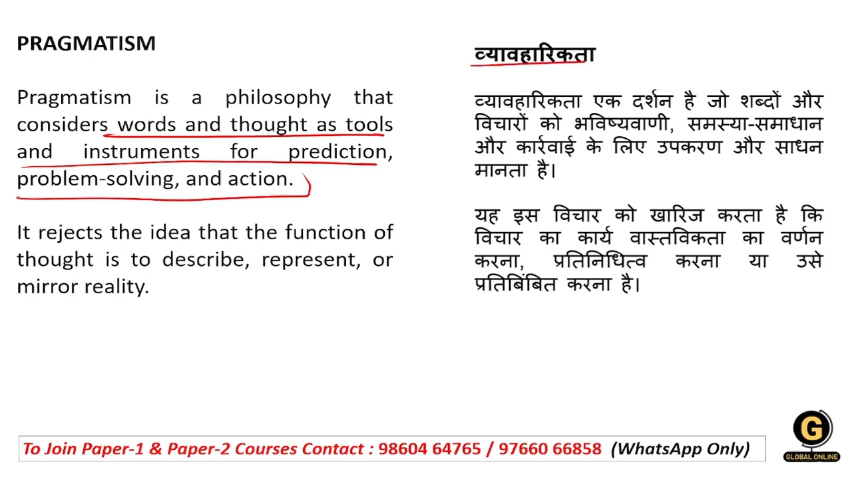 PRAGMATISM
Pragmatism is a philosophy that
considers words and thought as tools
and instruments for prediction,
problem-solving, and action.
It rejects the idea that the function of
thought is to describe, represent, or
mirror reality.
व्यावहारिकता
व्यावहारिकता एक दर्शन है जो शब्दों और
विचारों को भविष्यवाणी, समस्या-समाधान
और कार्रवाई के लिए उपकरण और साधन
मानता है।
यह इस विचार को खारिज करता है कि
विचार का कार्य वास्तविकता का वर्णन
करना, प्रतिनिधित्व करना या उसे
प्रतिबिंबित करना है।
To Join Paper-1 & Paper-2 Courses Contact : 98604 64765 / 97660 66858 (WhatsApp Only)
G
GLOBAL ONLINE